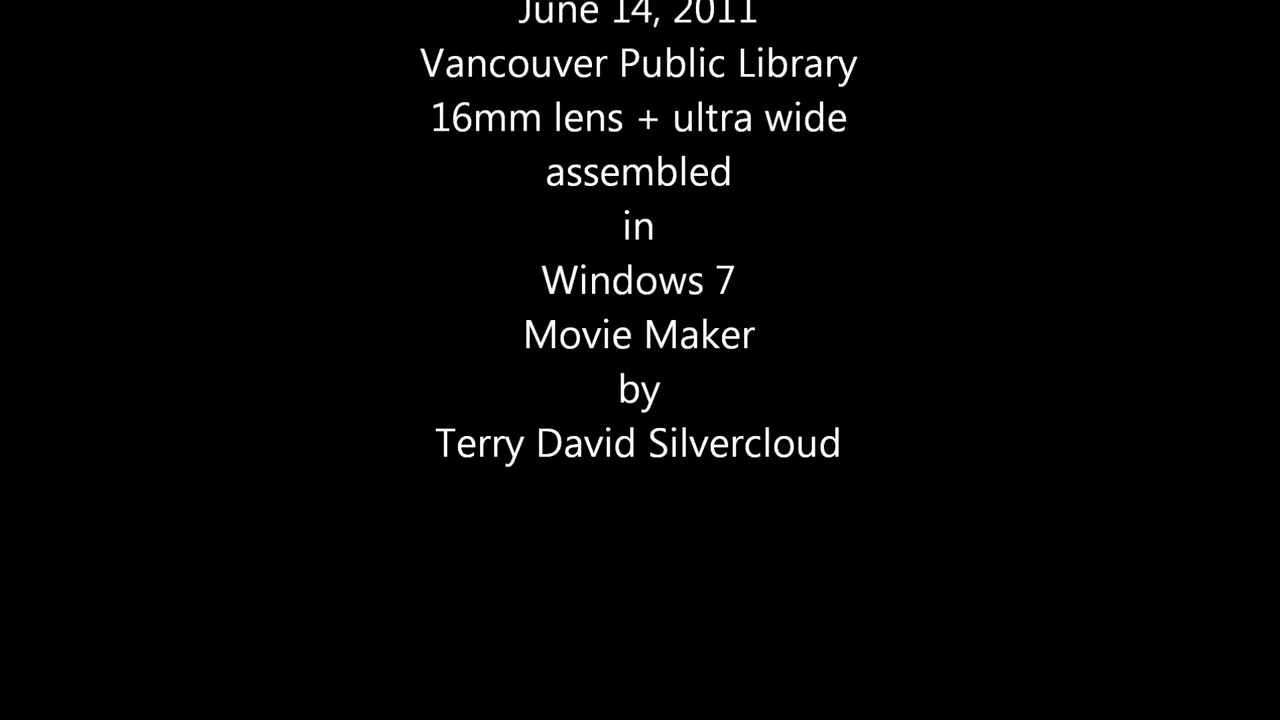 June 14, 2011
Vancouver Public Library
16mm lens + ultra wide
assembled
in
Windows 7
Movie Maker
by
Terry David Silvercloud